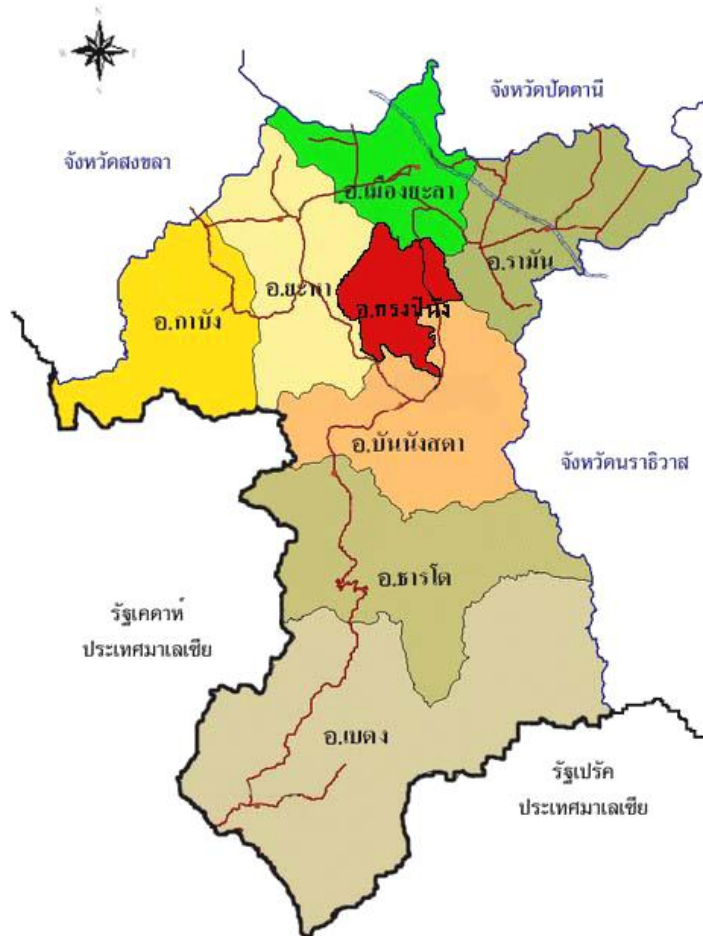 N
W
E
S
จังหวัดปัตตานี
จังหวัดสงขลา
อ.เมืองยะลา
อ.รามัน
อ.ยะหา
อ.กรงปินัง
อ.กาบัง
อ.บันนังสตา
จังหวัดนราธิวาส
อ.ธารโต
รัฐเคดาห์
ประเทศมาเลเซีย
อ.เบตง
รัฐเปรัค
ประเทศมาเลเซีย